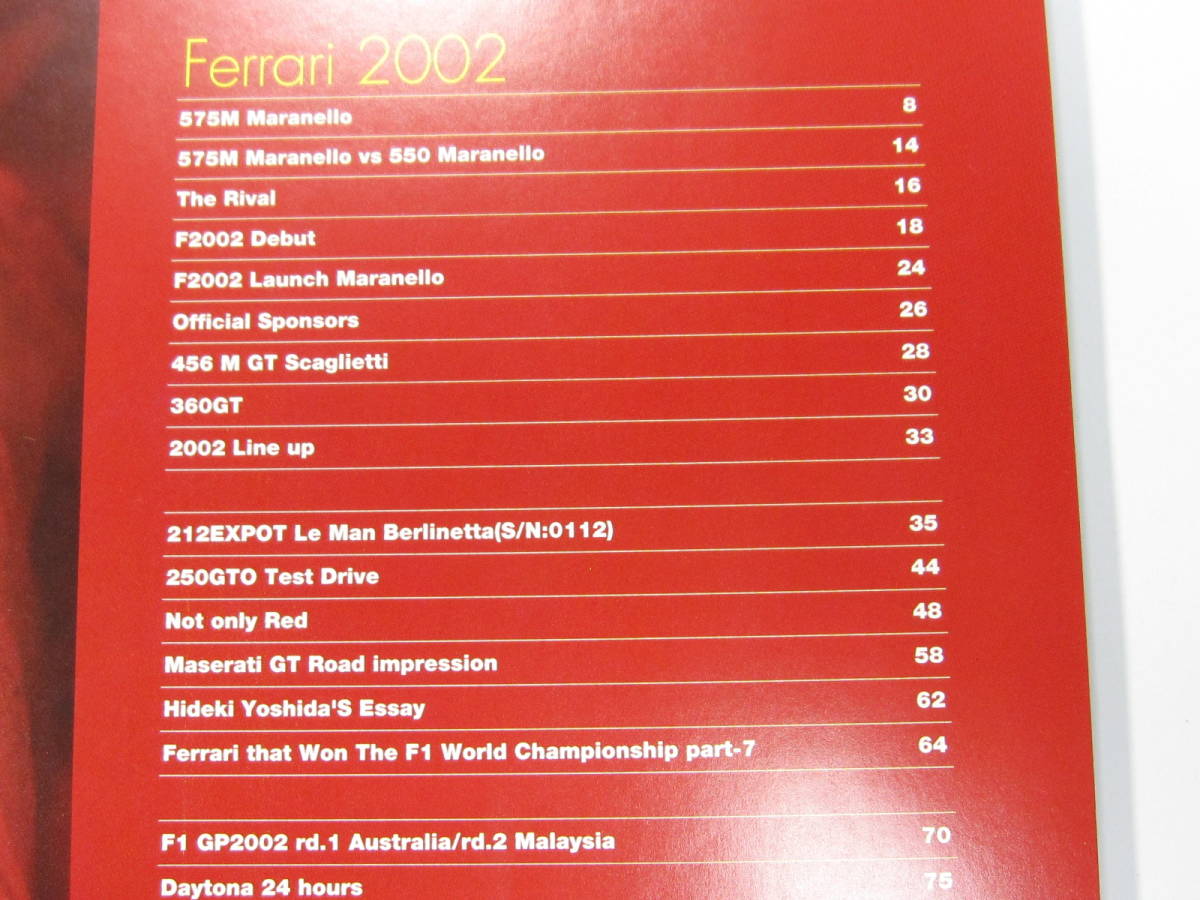 Ferrari 2002
575M Maranello 8
575M Maranello vs 550 Maranello 14
The Rival 16
F2002 Debut 18
F2002 Launch Maranello 24
Official Sponsors 26
456 M GT Scaglietti 28
360GT 30
2002 Line up 33
212EXPOT Le Man Berlinetta(S/N:0112) 35
250GTO Test Drive 44
Not only Red 48
Maserati GT Road impression 58
Hideki Yoshida'S Essay 62
Ferrari that Won The F1 World Championship part-7 64
F1 GP2002 rd.1 Australia/rd.2 Malaysia 70
Daytona 24 hours 75